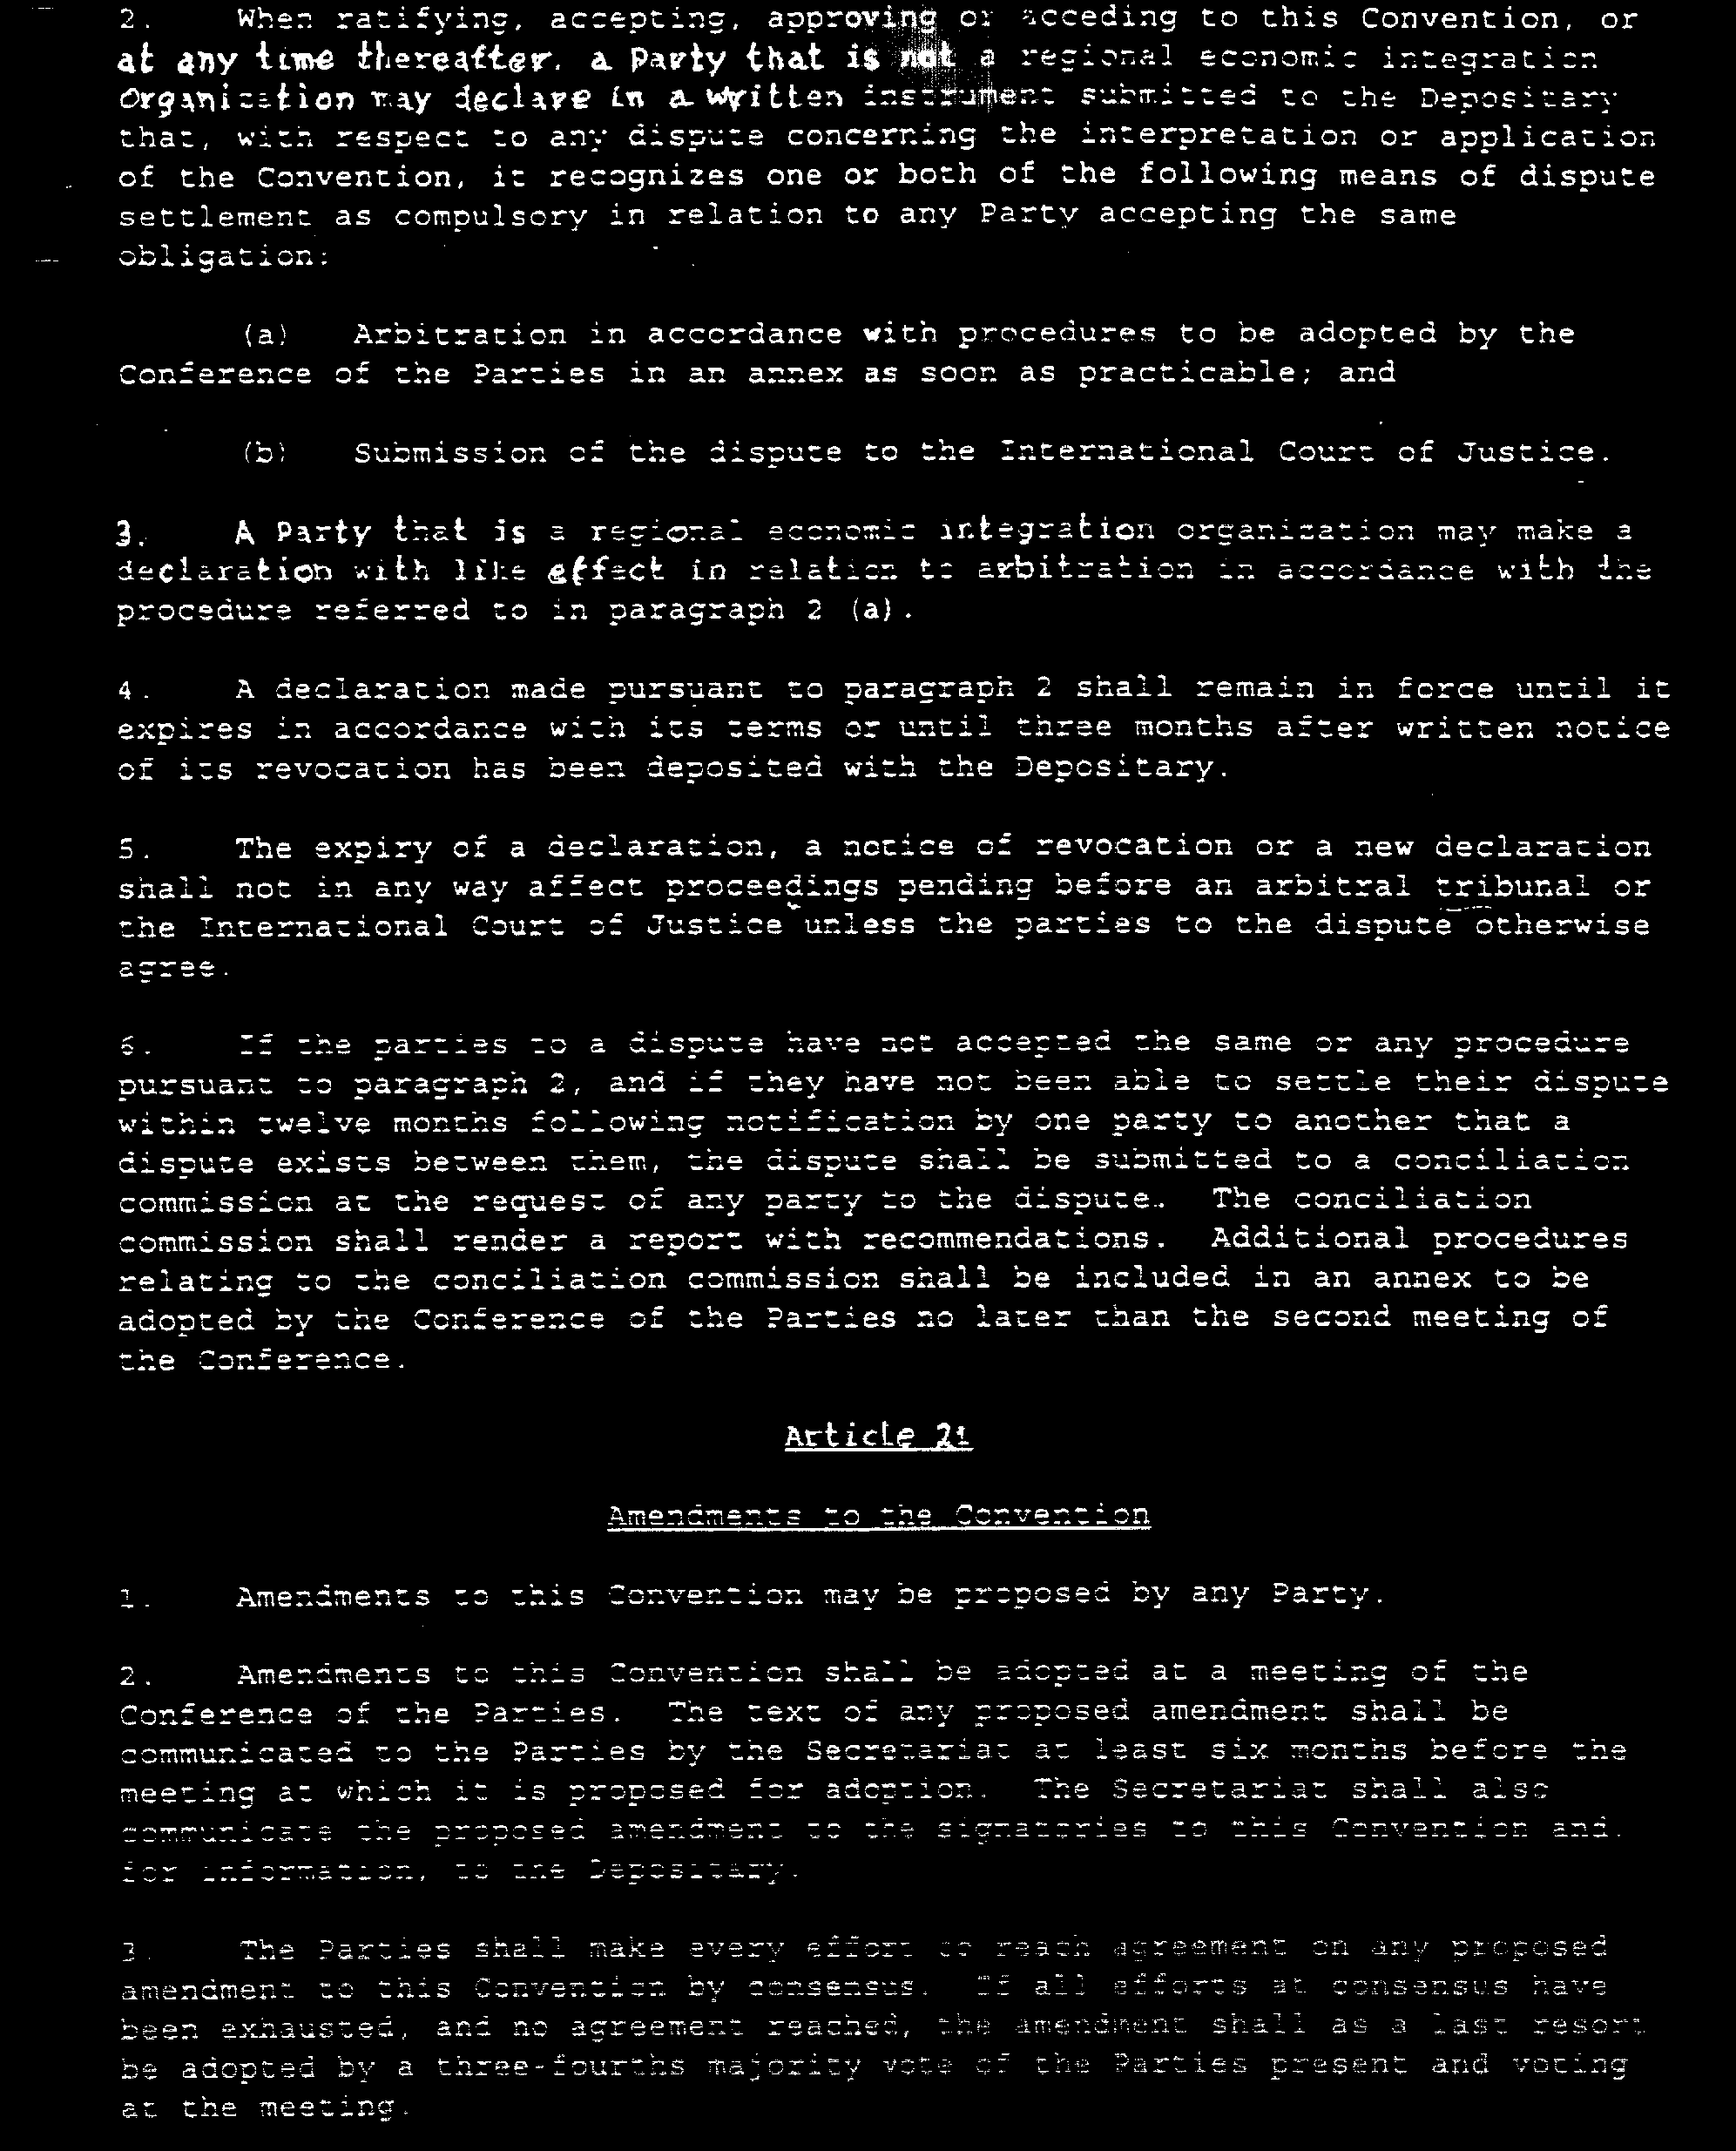 2. When ratifying, accepting, approving or acceding to this Convention, or
at any time thereafter, a Party that is not a regional economic integration
organization may declare in a written instrument submitted to the Depositary
that, with respect to any dispute concerning the interpretation or application
of the Convention, it recognizes one or both of the following means of dispute
settlement as compulsory in relation to any Party accepting the same
obligation:
(a) Arbitration in accordance with procedures to be adopted by the
Conference of the Parties in an annex as soon as practicable; and
(b) Submission of the dispute to the International Court of Justice.
3. A Party that is a regional economic integration organization may make a
declaration with like effect in relation to arbitration in accordance with the
procedure referred to in paragraph 2 (a).
4. A declaration made pursuant to paragraph 2 shall remain in force until it
expires in accordance with its terms or until three months after written notice
of its revocation has been deposited with the Depositary.
5. The expiry of a declaration, a notice of revocation or a new declaration
shall not in any way affect proceedings pending before an arbitral tribunal or
the International Court of Justice unless the parties to the dispute otherwise
agree.
6. If the parties to a dispute have not accepted the same or any procedure
pursuant to paragraph 2, and if they have not been able to settle their dispute
within twelve months following notification by one party to another that a
dispute exists between them, the dispute shall be submitted to a conciliation
commission at the request of any party to the dispute. The conciliation
commission shall render a report with recommendations. Additional procedures
relating to the conciliation commission shall be included in an annex to be
adopted by the Conference of the Parties no later than the second meeting of
the Conference.
Article 21
Amendments to the Convention
1. Amendments to this Convention may be proposed by any Party.
2. Amendments to this Convention shall be adopted at a meeting of the
Conference of the Parties. The text of any proposed amendment shall be
communicated to the Parties by the Secretariat at least six months before the
meeting at which it is proposed for adoption. The Secretariat shall also
communicate the proposed amendment to the signatories to this Convention and,
for information, to the Depositary.
3. The Parties shall make every effort to reach agreement on any proposed
amendment to this Convention by consensus. If all efforts at consensus have
been exhausted, and no agreement reached, the amendment shall as a last resort
be adopted by a three-fourths majority vote of the Parties present and voting
at the meeting.